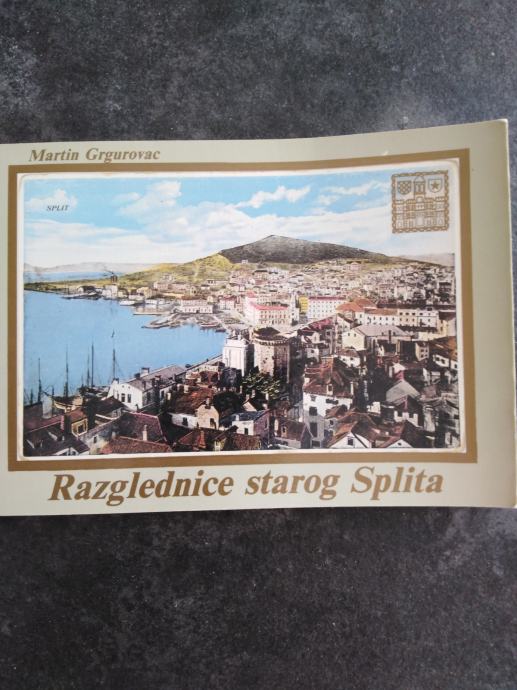 Martin Grgurovac
SPLIT
Razglednice starog Splita